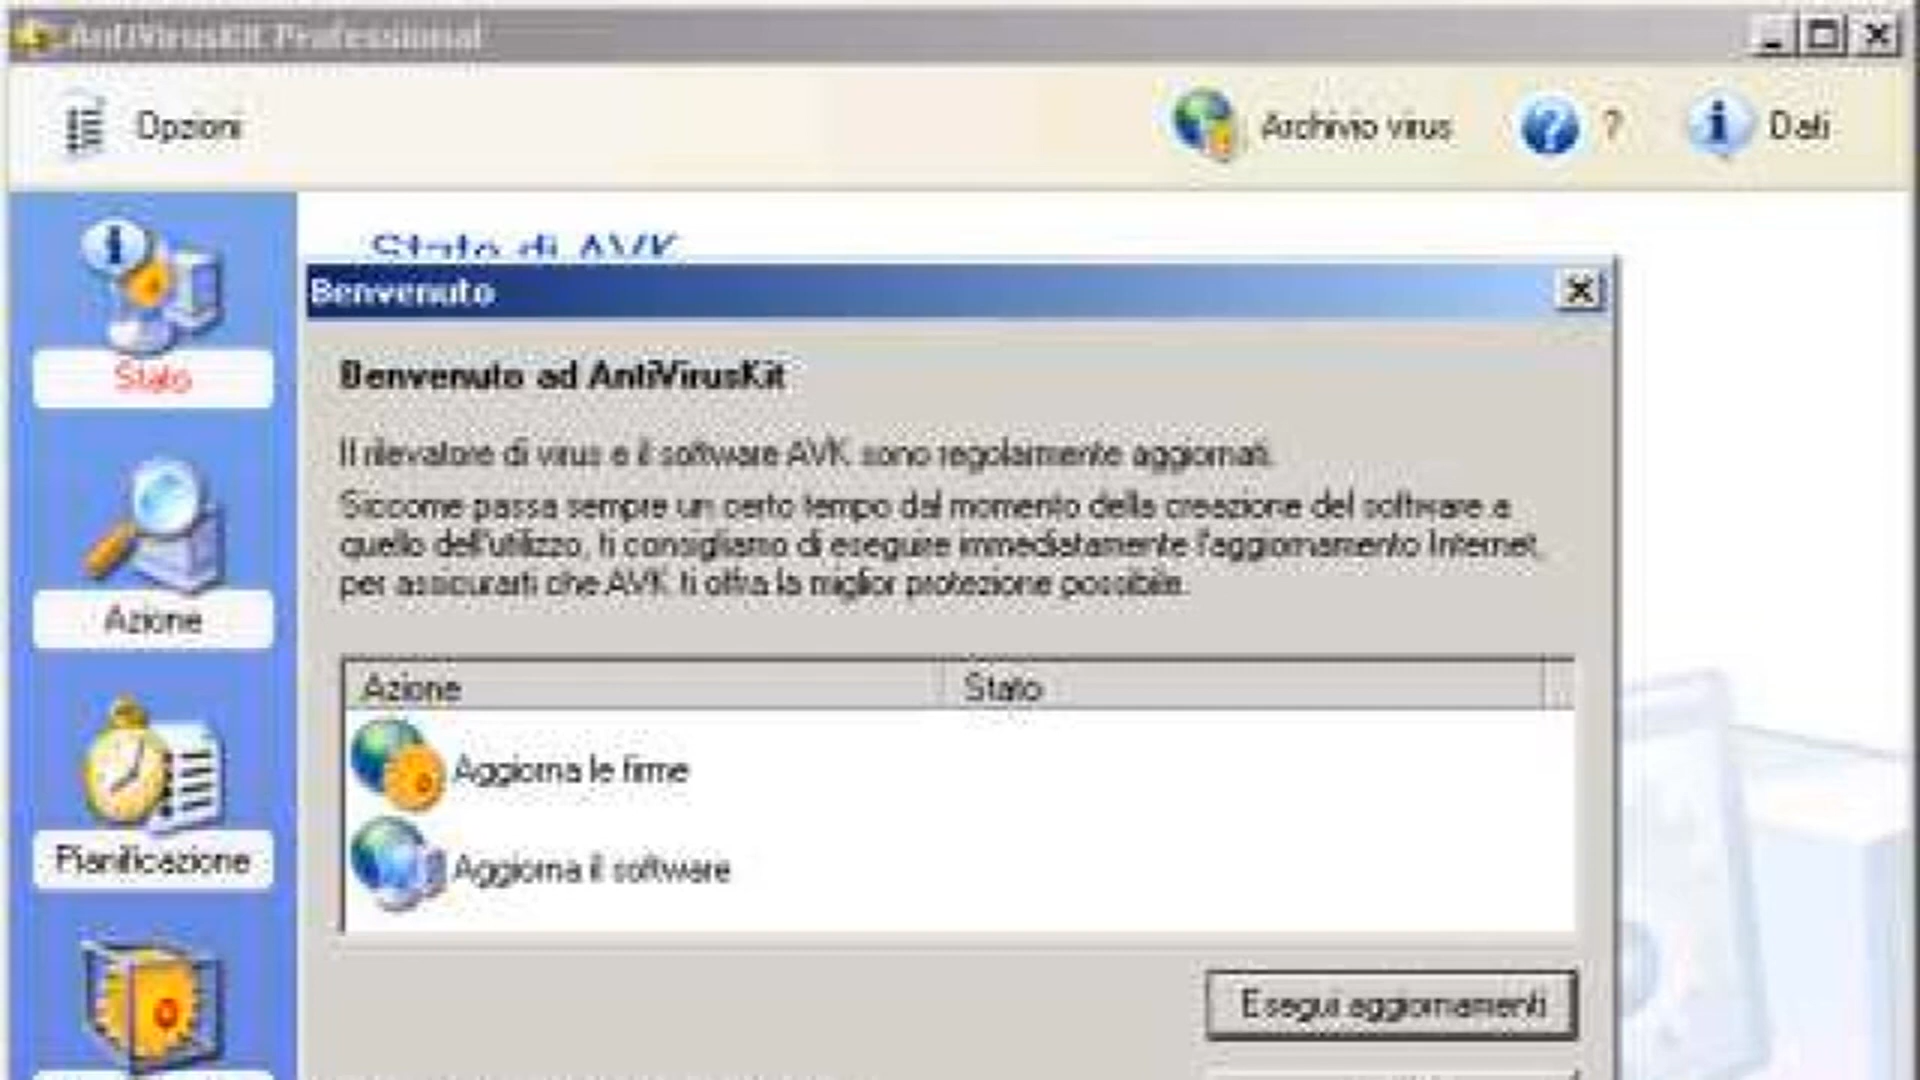 AntiVirusKit Professional
Opzioni
Archivio virus
?
Dati
Stato di AVK
Stato
Azione
Pianificazione
Benvenuto
Benvenuto ad AntiVirusKit
Il rilevatore di virus e il software AVK sono regolarmente aggiornati.
Siccome passa sempre un certo tempo dal momento della creazione del software a
quello dell'utilizzo, ti consigliamo di eseguire immediatamente l'aggiornamento Internet,
per assicurarti che AVK ti offra la miglior protezione possibile.
Azione Stato
Aggiorna le firme
Aggiorna il software
Esegui aggiornamenti